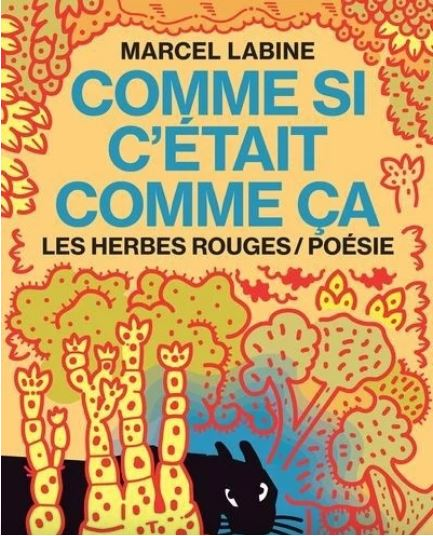 MARCEL LABINE
COMME SI
C'ÉTAIT
COMME ÇA
LES HERBES ROUGES / POÉSIE